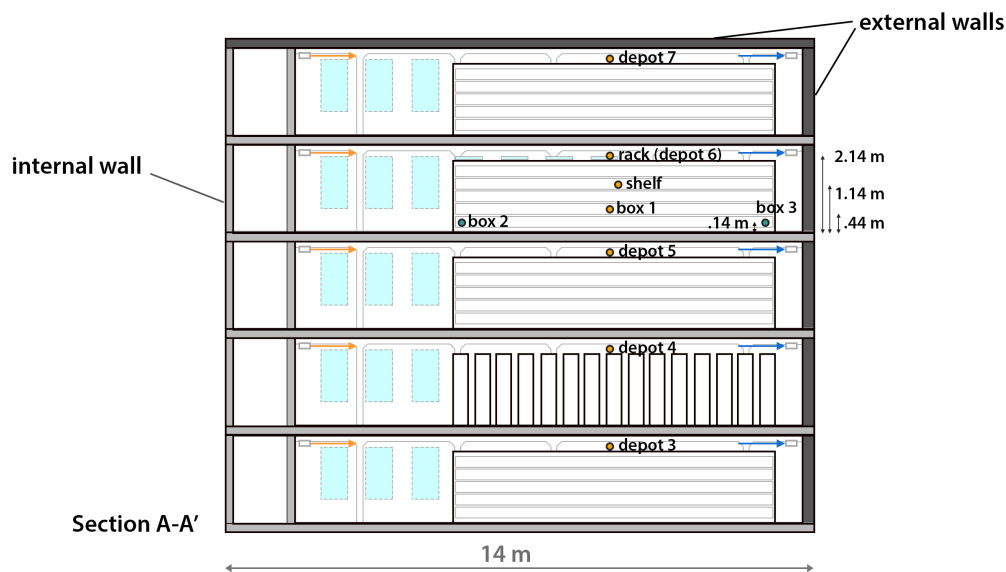 external walls
depot 7
internal wall
rack (depot 6)
2.14 m
shelf
1.14 m
box 1
box 3
box 2
.14 m
.44 m
depot 5
depot 4
depot 3
Section A-A’
14 m